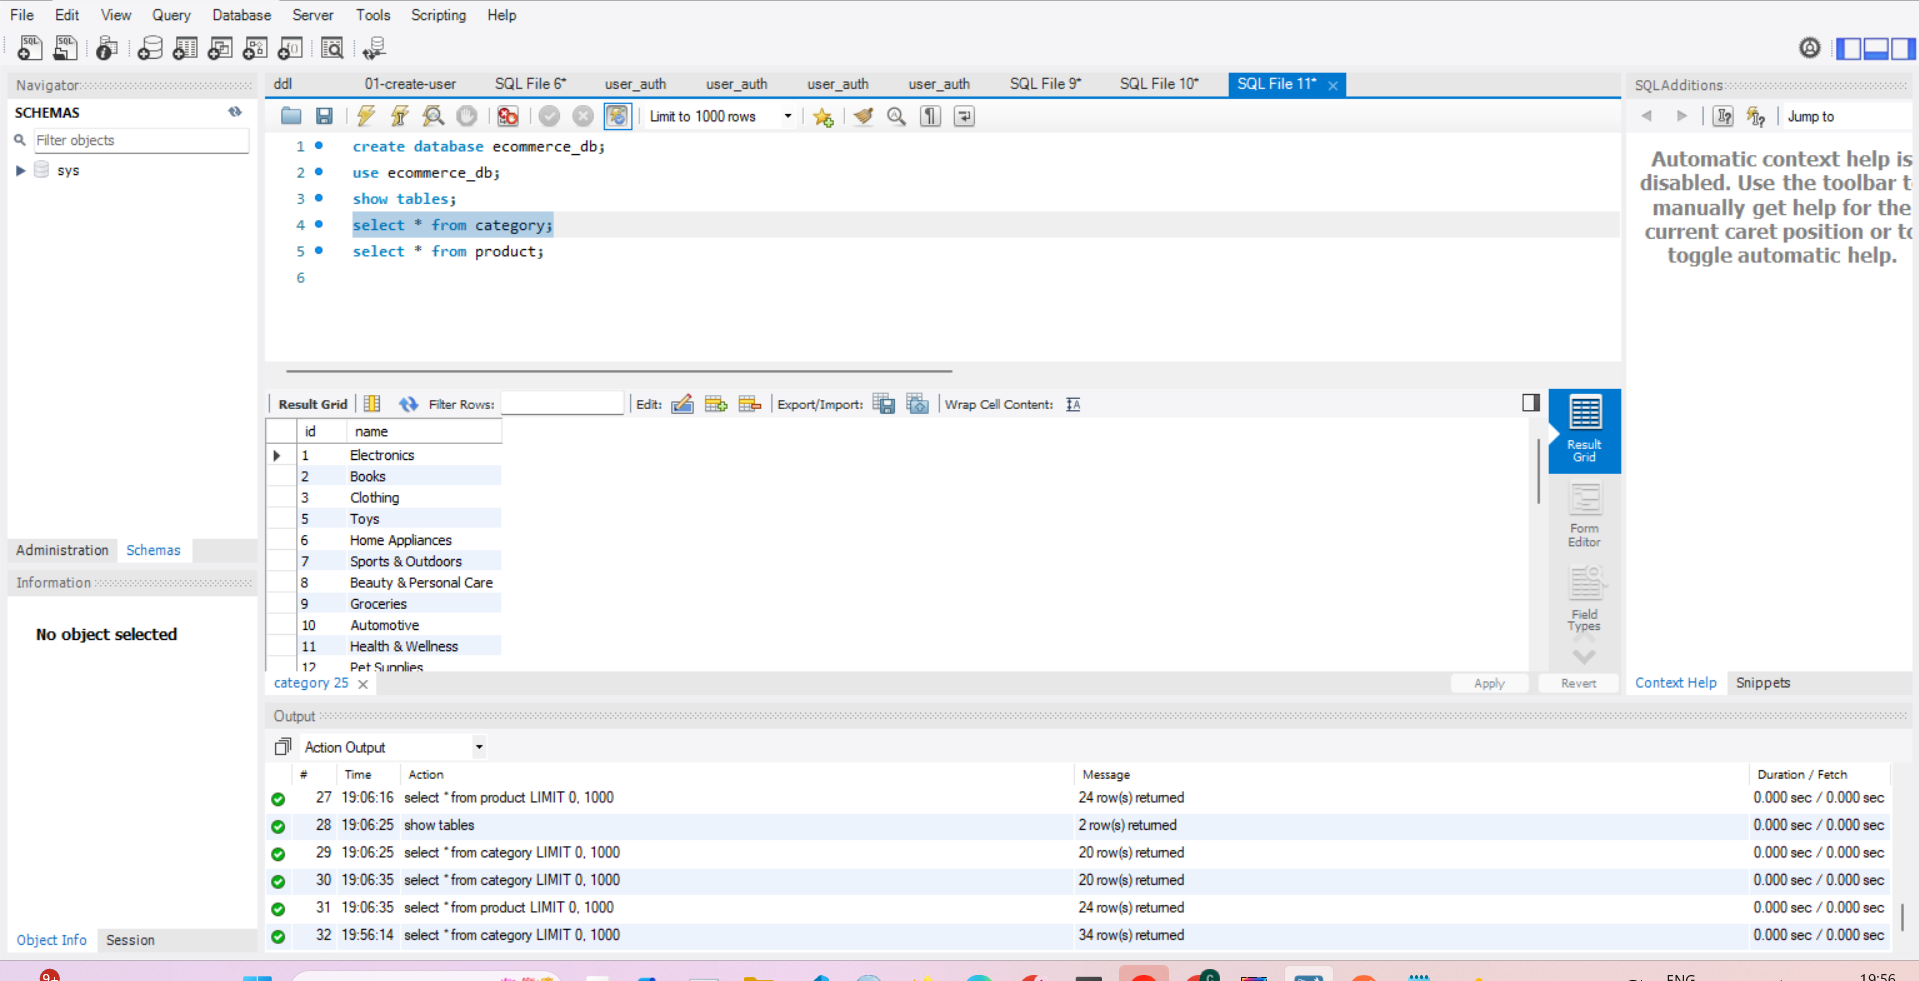 File Edit View Query Database Server Tools Scripting Help
Navigator
SCHEMAS
Filter objects
sys
Administration Schemas
Information
No object selected
Object Info Session
ddl 01-create-user SQL File 6* user_auth user_auth user_auth user_auth SQL File 9* SQL File 10* SQL File 11*
Limit to 1000 rows
1 create database ecommerce_db;
2 use ecommerce_db;
3 show tables;
4 select * from category;
5 select * from product;
6
Result Grid Filter Rows: Edit: Export/Import: Wrap Cell Content:
id name
1 Electronics
2 Books
3 Clothing
5 Toys
6 Home Appliances
7 Sports & Outdoors
8 Beauty & Personal Care
9 Groceries
10 Automotive
11 Health & Wellness
12 Pet Supplies
Result
Grid
Form
Editor
Field
Types
category 25
Apply Revert
SQLAdditions
Jump to
Automatic context help is
disabled. Use the toolbar t
manually get help for the
current caret position or to
toggle automatic help.
Context Help Snippets
Output
Action Output
# Time Action Message Duration / Fetch
27 19:06:16 select * from product LIMIT 0, 1000 24 row(s) returned 0.000 sec / 0.000 sec
28 19:06:25 show tables 2 row(s) returned 0.000 sec / 0.000 sec
29 19:06:25 select * from category LIMIT 0, 1000 20 row(s) returned 0.000 sec / 0.000 sec
30 19:06:35 select * from category LIMIT 0, 1000 20 row(s) returned 0.000 sec / 0.000 sec
31 19:06:35 select * from product LIMIT 0, 1000 24 row(s) returned 0.000 sec / 0.000 sec
32 19:56:14 select * from category LIMIT 0, 1000 34 row(s) returned 0.000 sec / 0.000 sec
9+
ENG
19:56